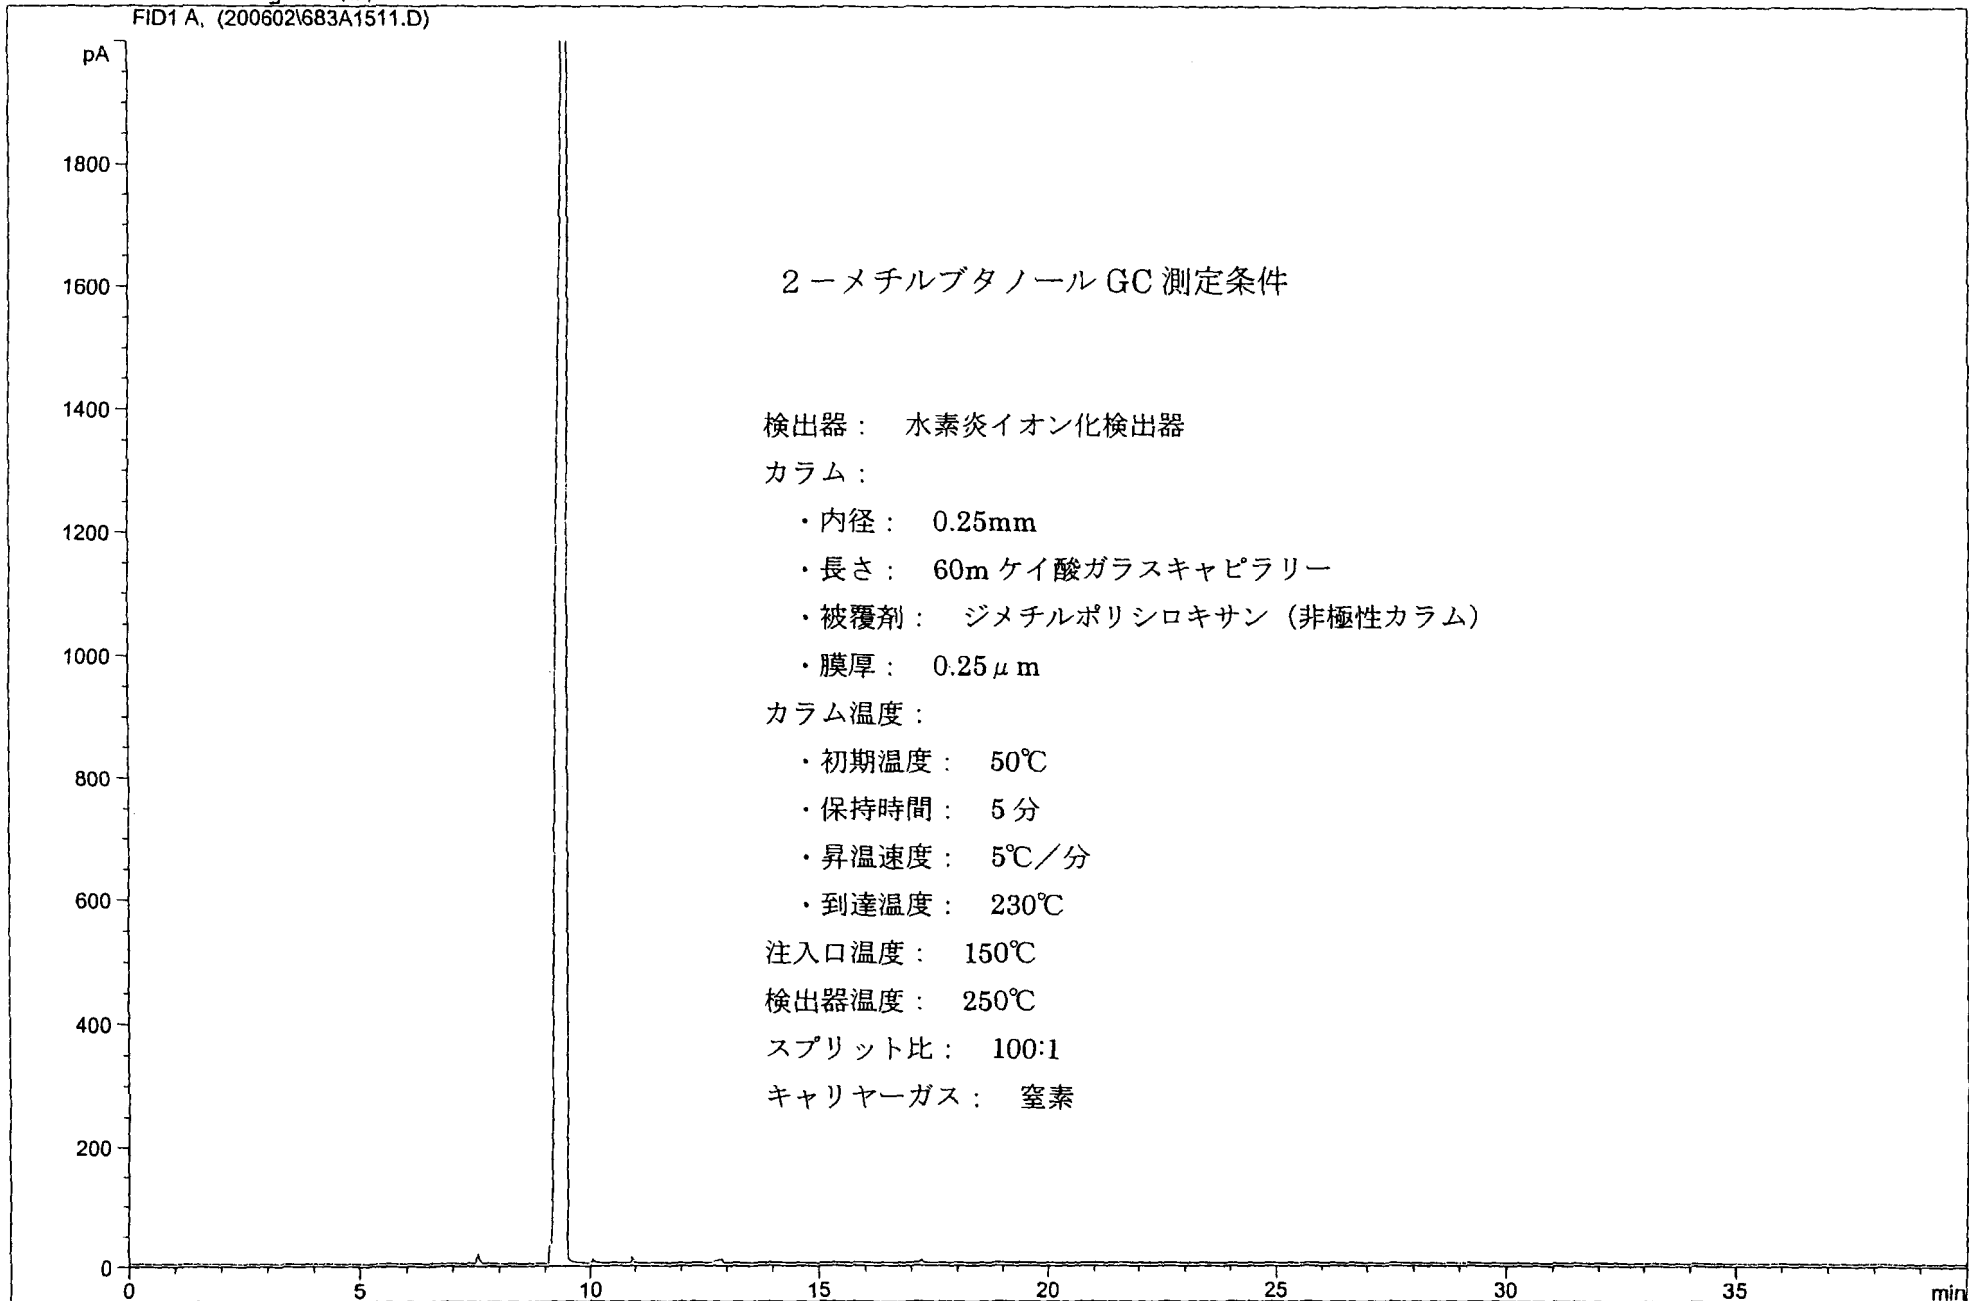 FID1 A, (200602\683A1511.D)
pA
1800
1600
1400
1200
1000
800
600
400
200
0
2－メチルブタノール GC 測定条件
検出器： 水素炎イオン化検出器
カラム：
・内径： 0.25mm
・長さ： 60m ケイ酸ガラスキャピラリー
・被覆剤： ジメチルポリシロキサン（非極性カラム）
・膜厚： 0.25μm
カラム温度：
・初期温度： 50℃
・保持時間： 5 分
・昇温速度： 5℃／分
・到達温度： 230℃
注入口温度： 150℃
検出器温度： 250℃
スプリット比： 100:1
キャリヤーガス： 窒素
0 5 10 15 20 25 30 35 min